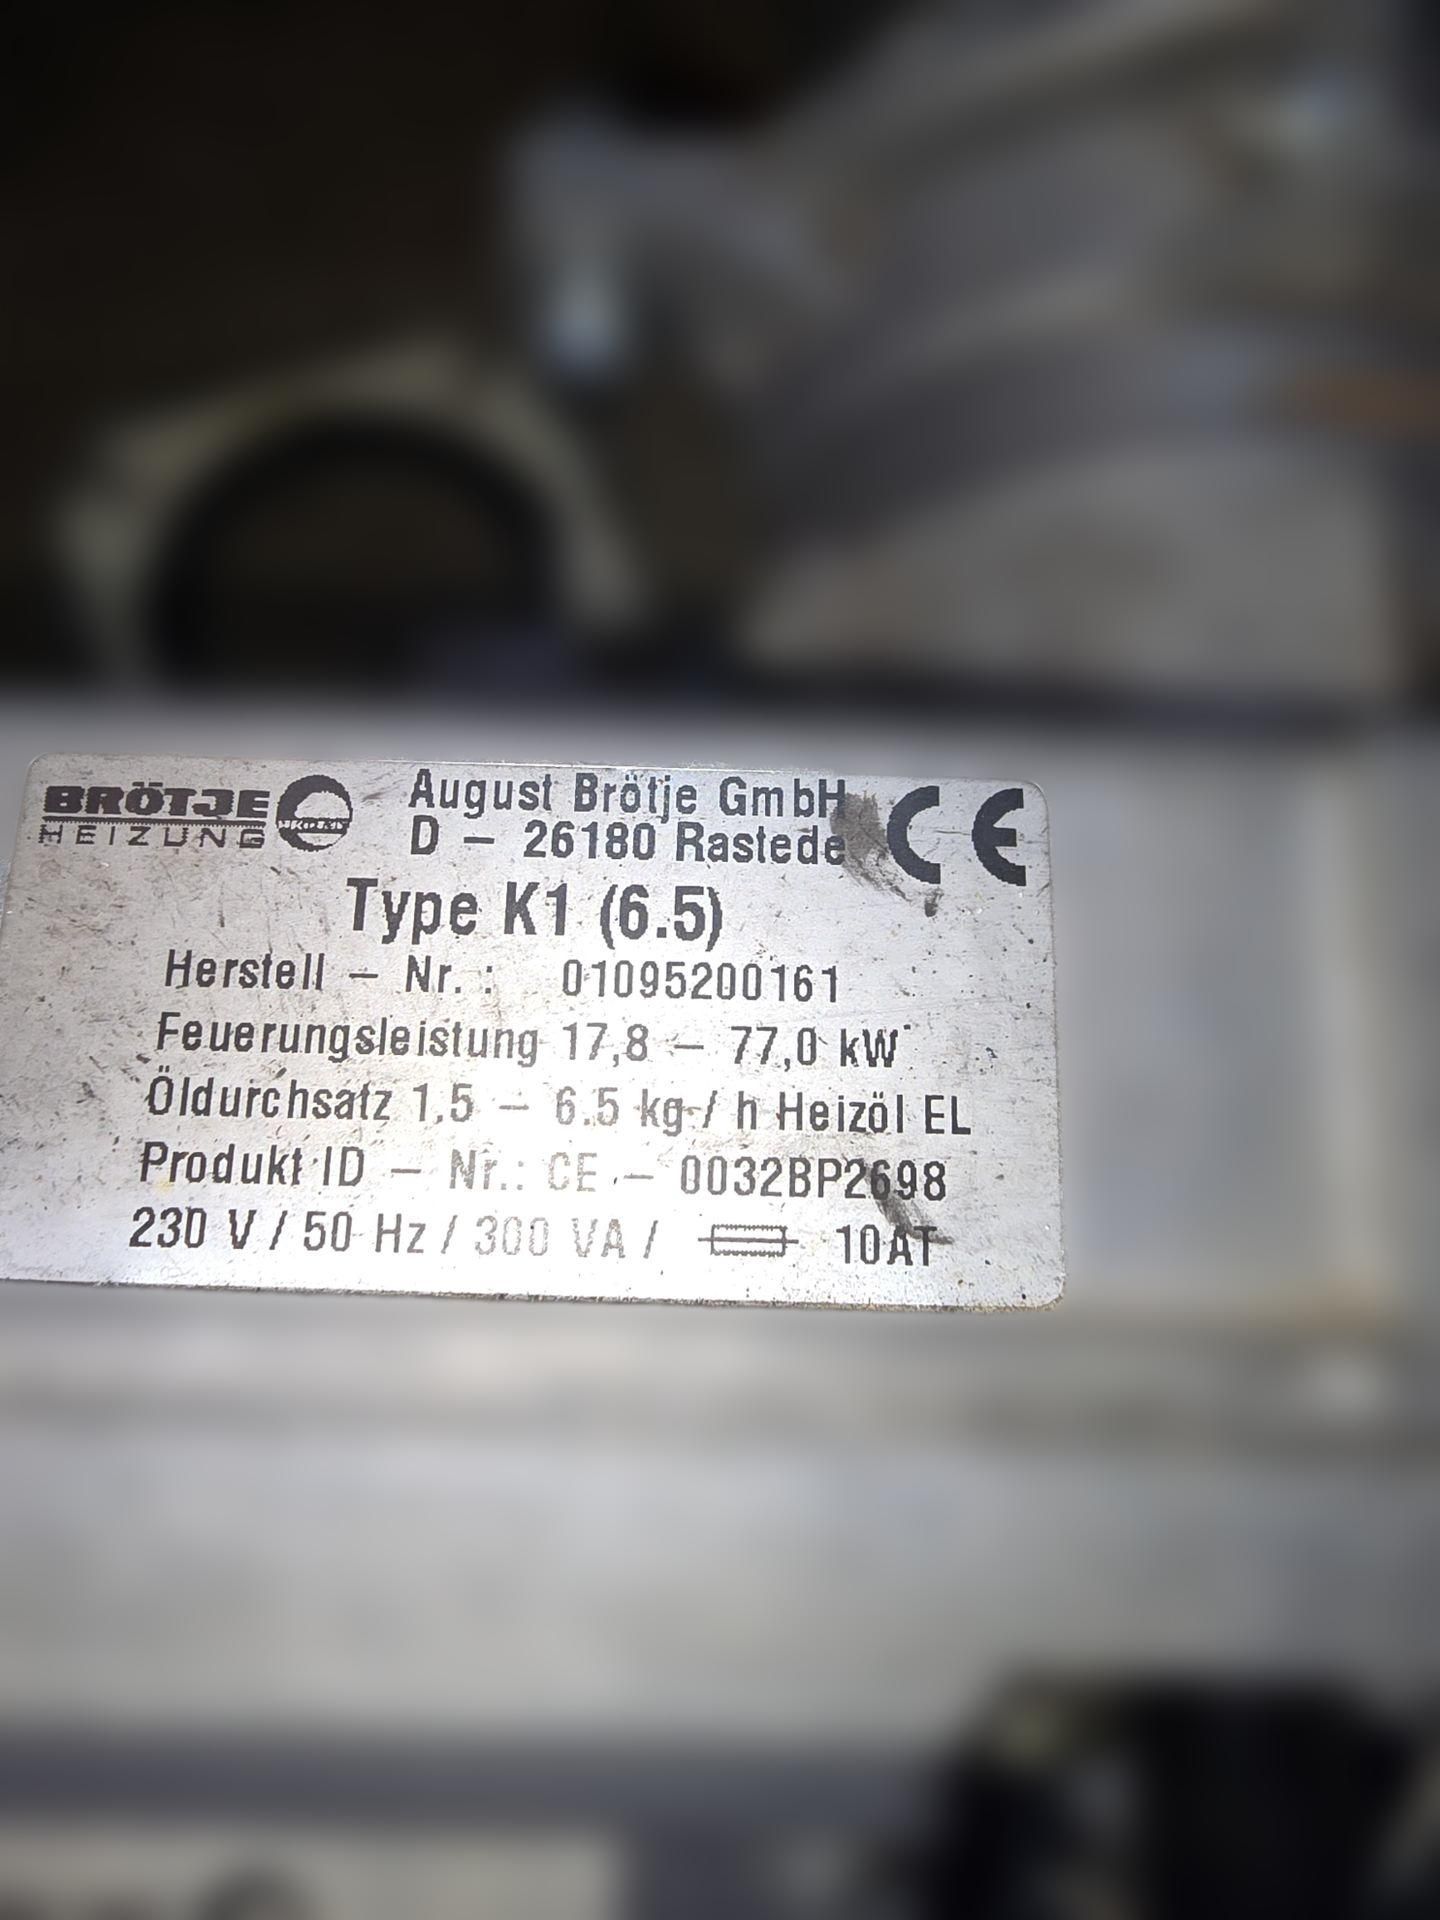 BRÖTJE
HEIZUNG
August Brötje GmbH
D - 26180 Rastede
CE
Type K1 (6.5)
Herstell - Nr. : 01095200161
Feuerungsleistung 17,8 - 77,0 kW
Öldurchsatz 1,5 - 6.5 kg / h Heizöl EL
Produkt ID - Nr.: CE - 0032BP2698
230 V / 50 Hz / 300 VA / 10AT